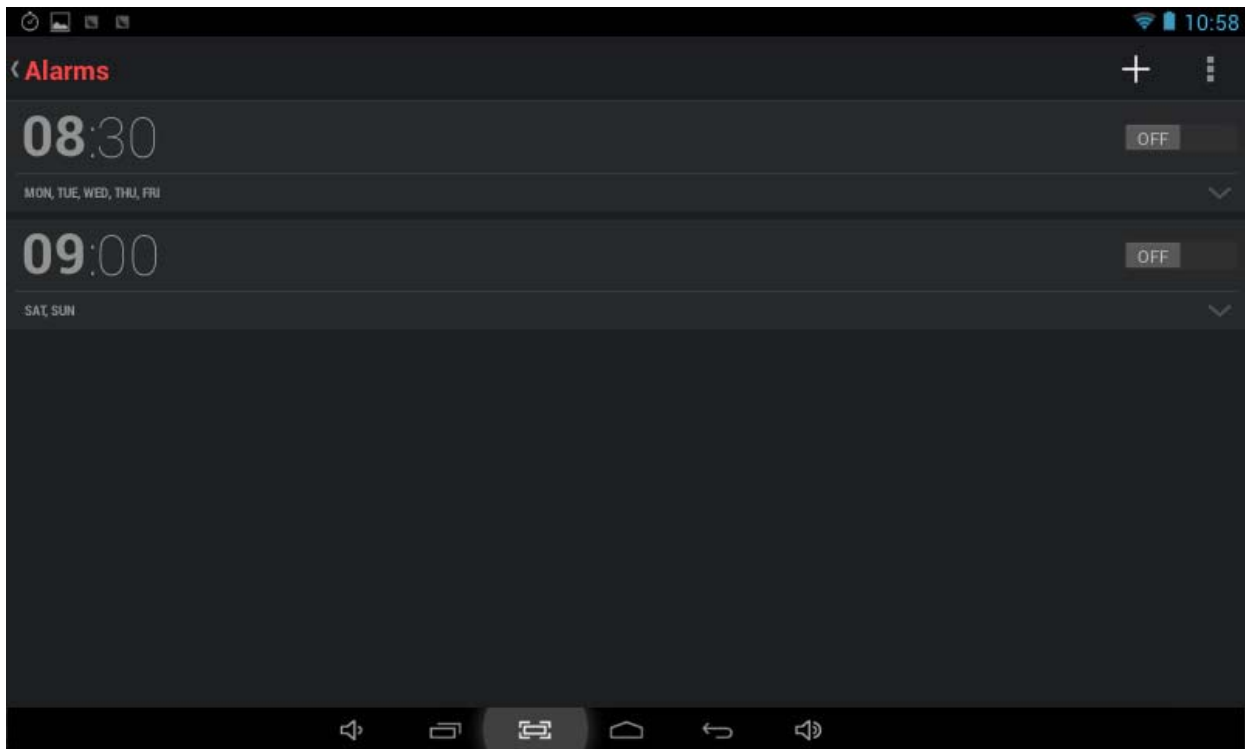 10:58
Alarms
08:30
OFF
MON, TUE, WED, THU, FRI
09:00
OFF
SAT, SUN